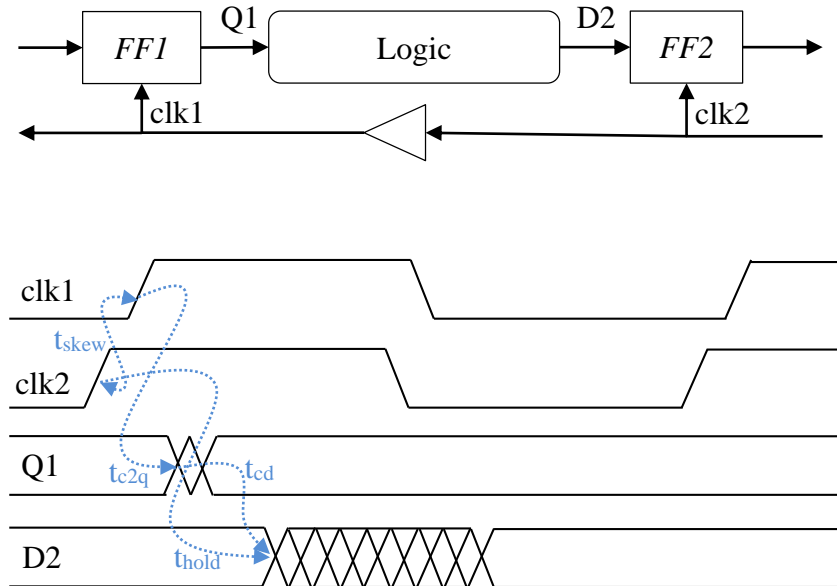 Q1
D2
FF1
Logic
FF2
clk1
clk2
clk1
tskew
clk2
Q1
tc2q
tcd
D2
thold